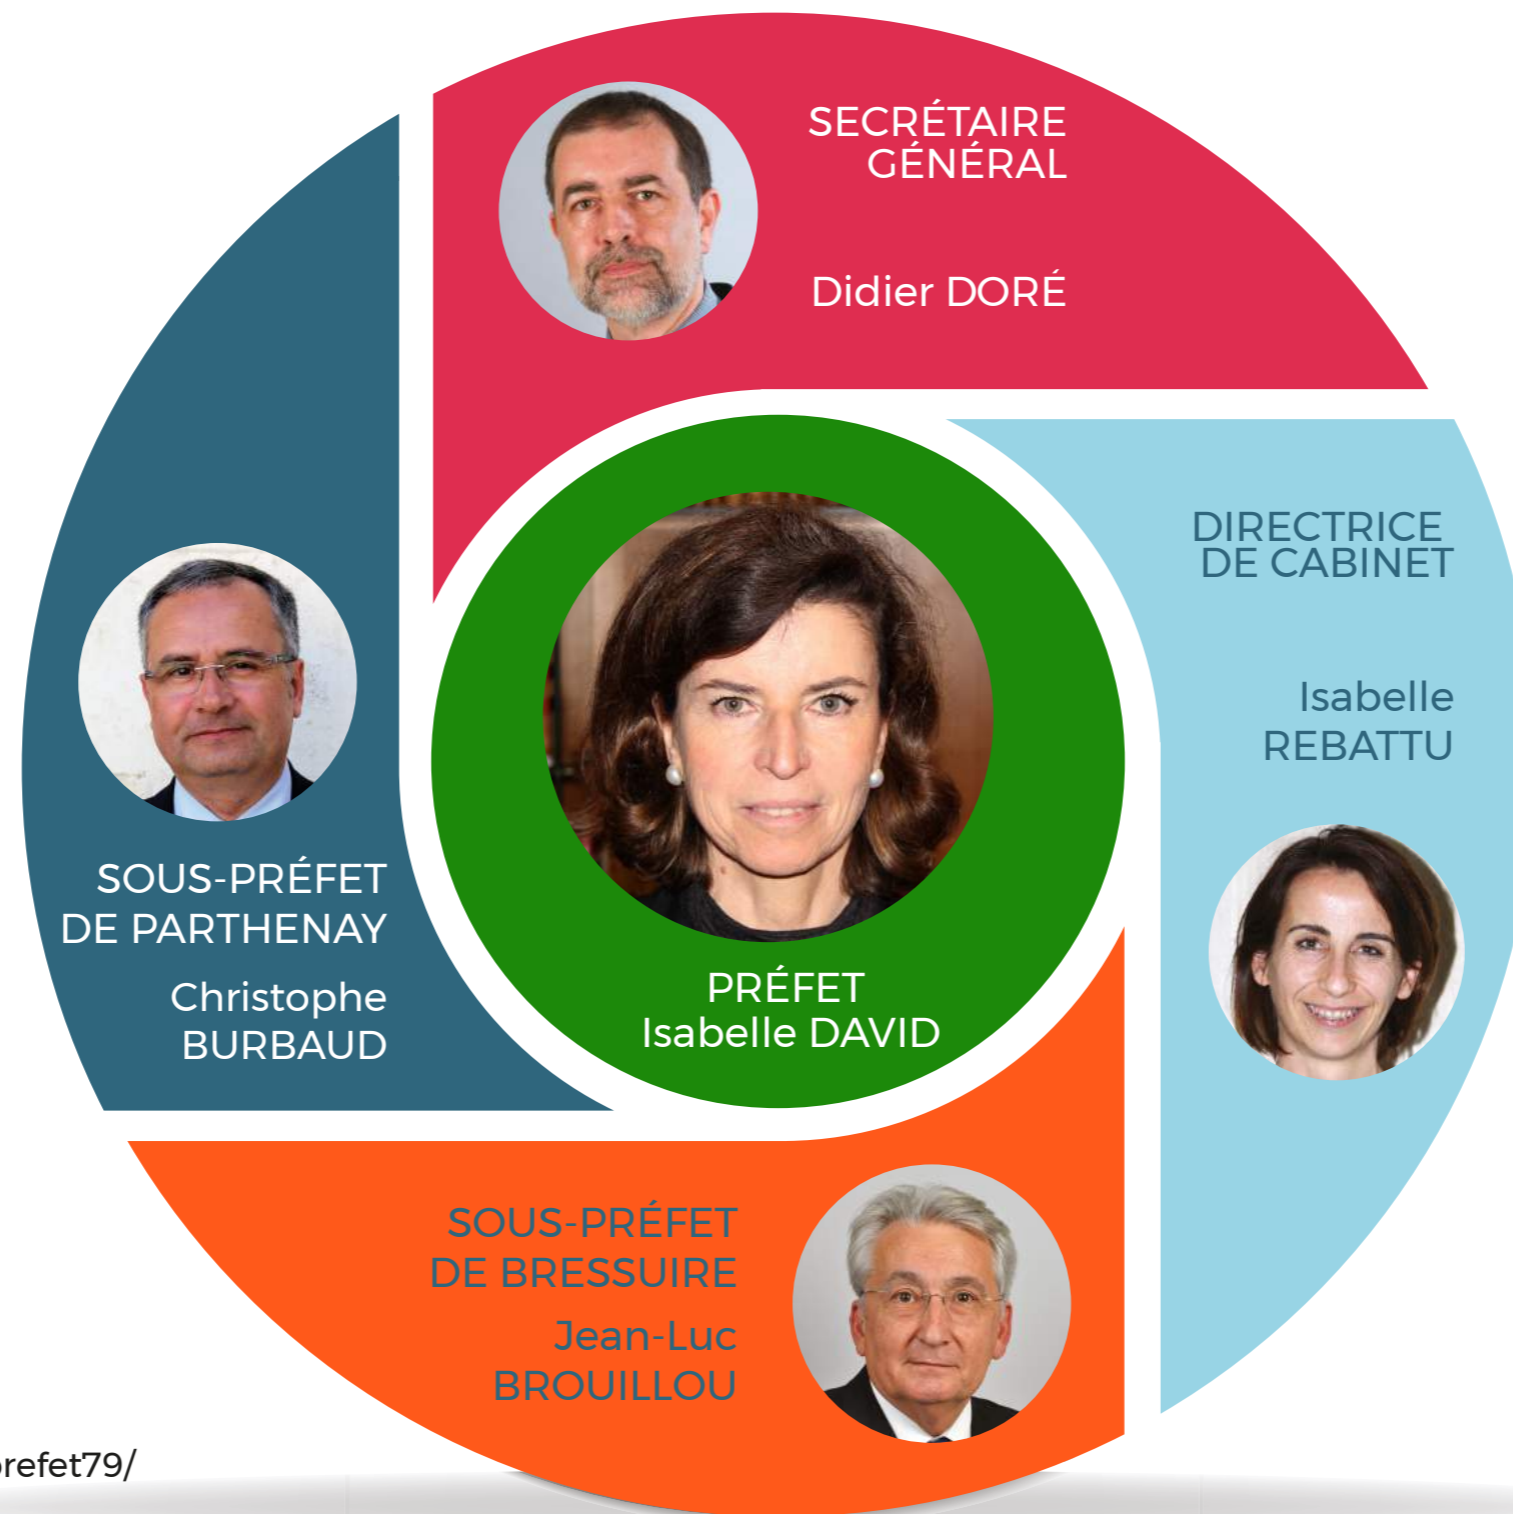 SECRÉTAIRE
GÉNÉRAL
Didier DORÉ
DIRECTRICE
DE CABINET
Isabelle
REBATTU
SOUS-PRÉFET
DE PARTHENAY
Christophe
BURBAUD
PRÉFET
Isabelle DAVID
SOUS-PRÉFET
DE BRESSUIRE
Jean-Luc
BROUILLOU
prefet79/